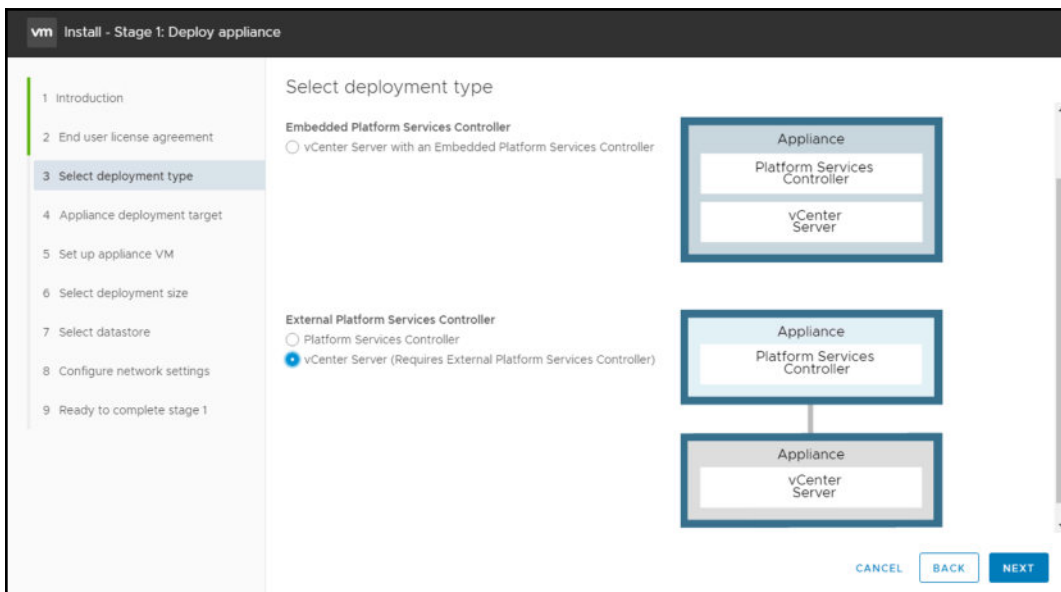 vm Install - Stage 1: Deploy appliance
1 Introduction
2 End user license agreement
3 Select deployment type
4 Appliance deployment target
5 Set up appliance VM
6 Select deployment size
7 Select datastore
8 Configure network settings
9 Ready to complete stage 1
Select deployment type
Embedded Platform Services Controller
vCenter Server with an Embedded Platform Services Controller
Appliance
Platform Services
Controller
vCenter
Server
External Platform Services Controller
Platform Services Controller
vCenter Server (Requires External Platform Services Controller)
Appliance
Platform Services
Controller
Appliance
vCenter
Server
CANCEL
BACK
NEXT